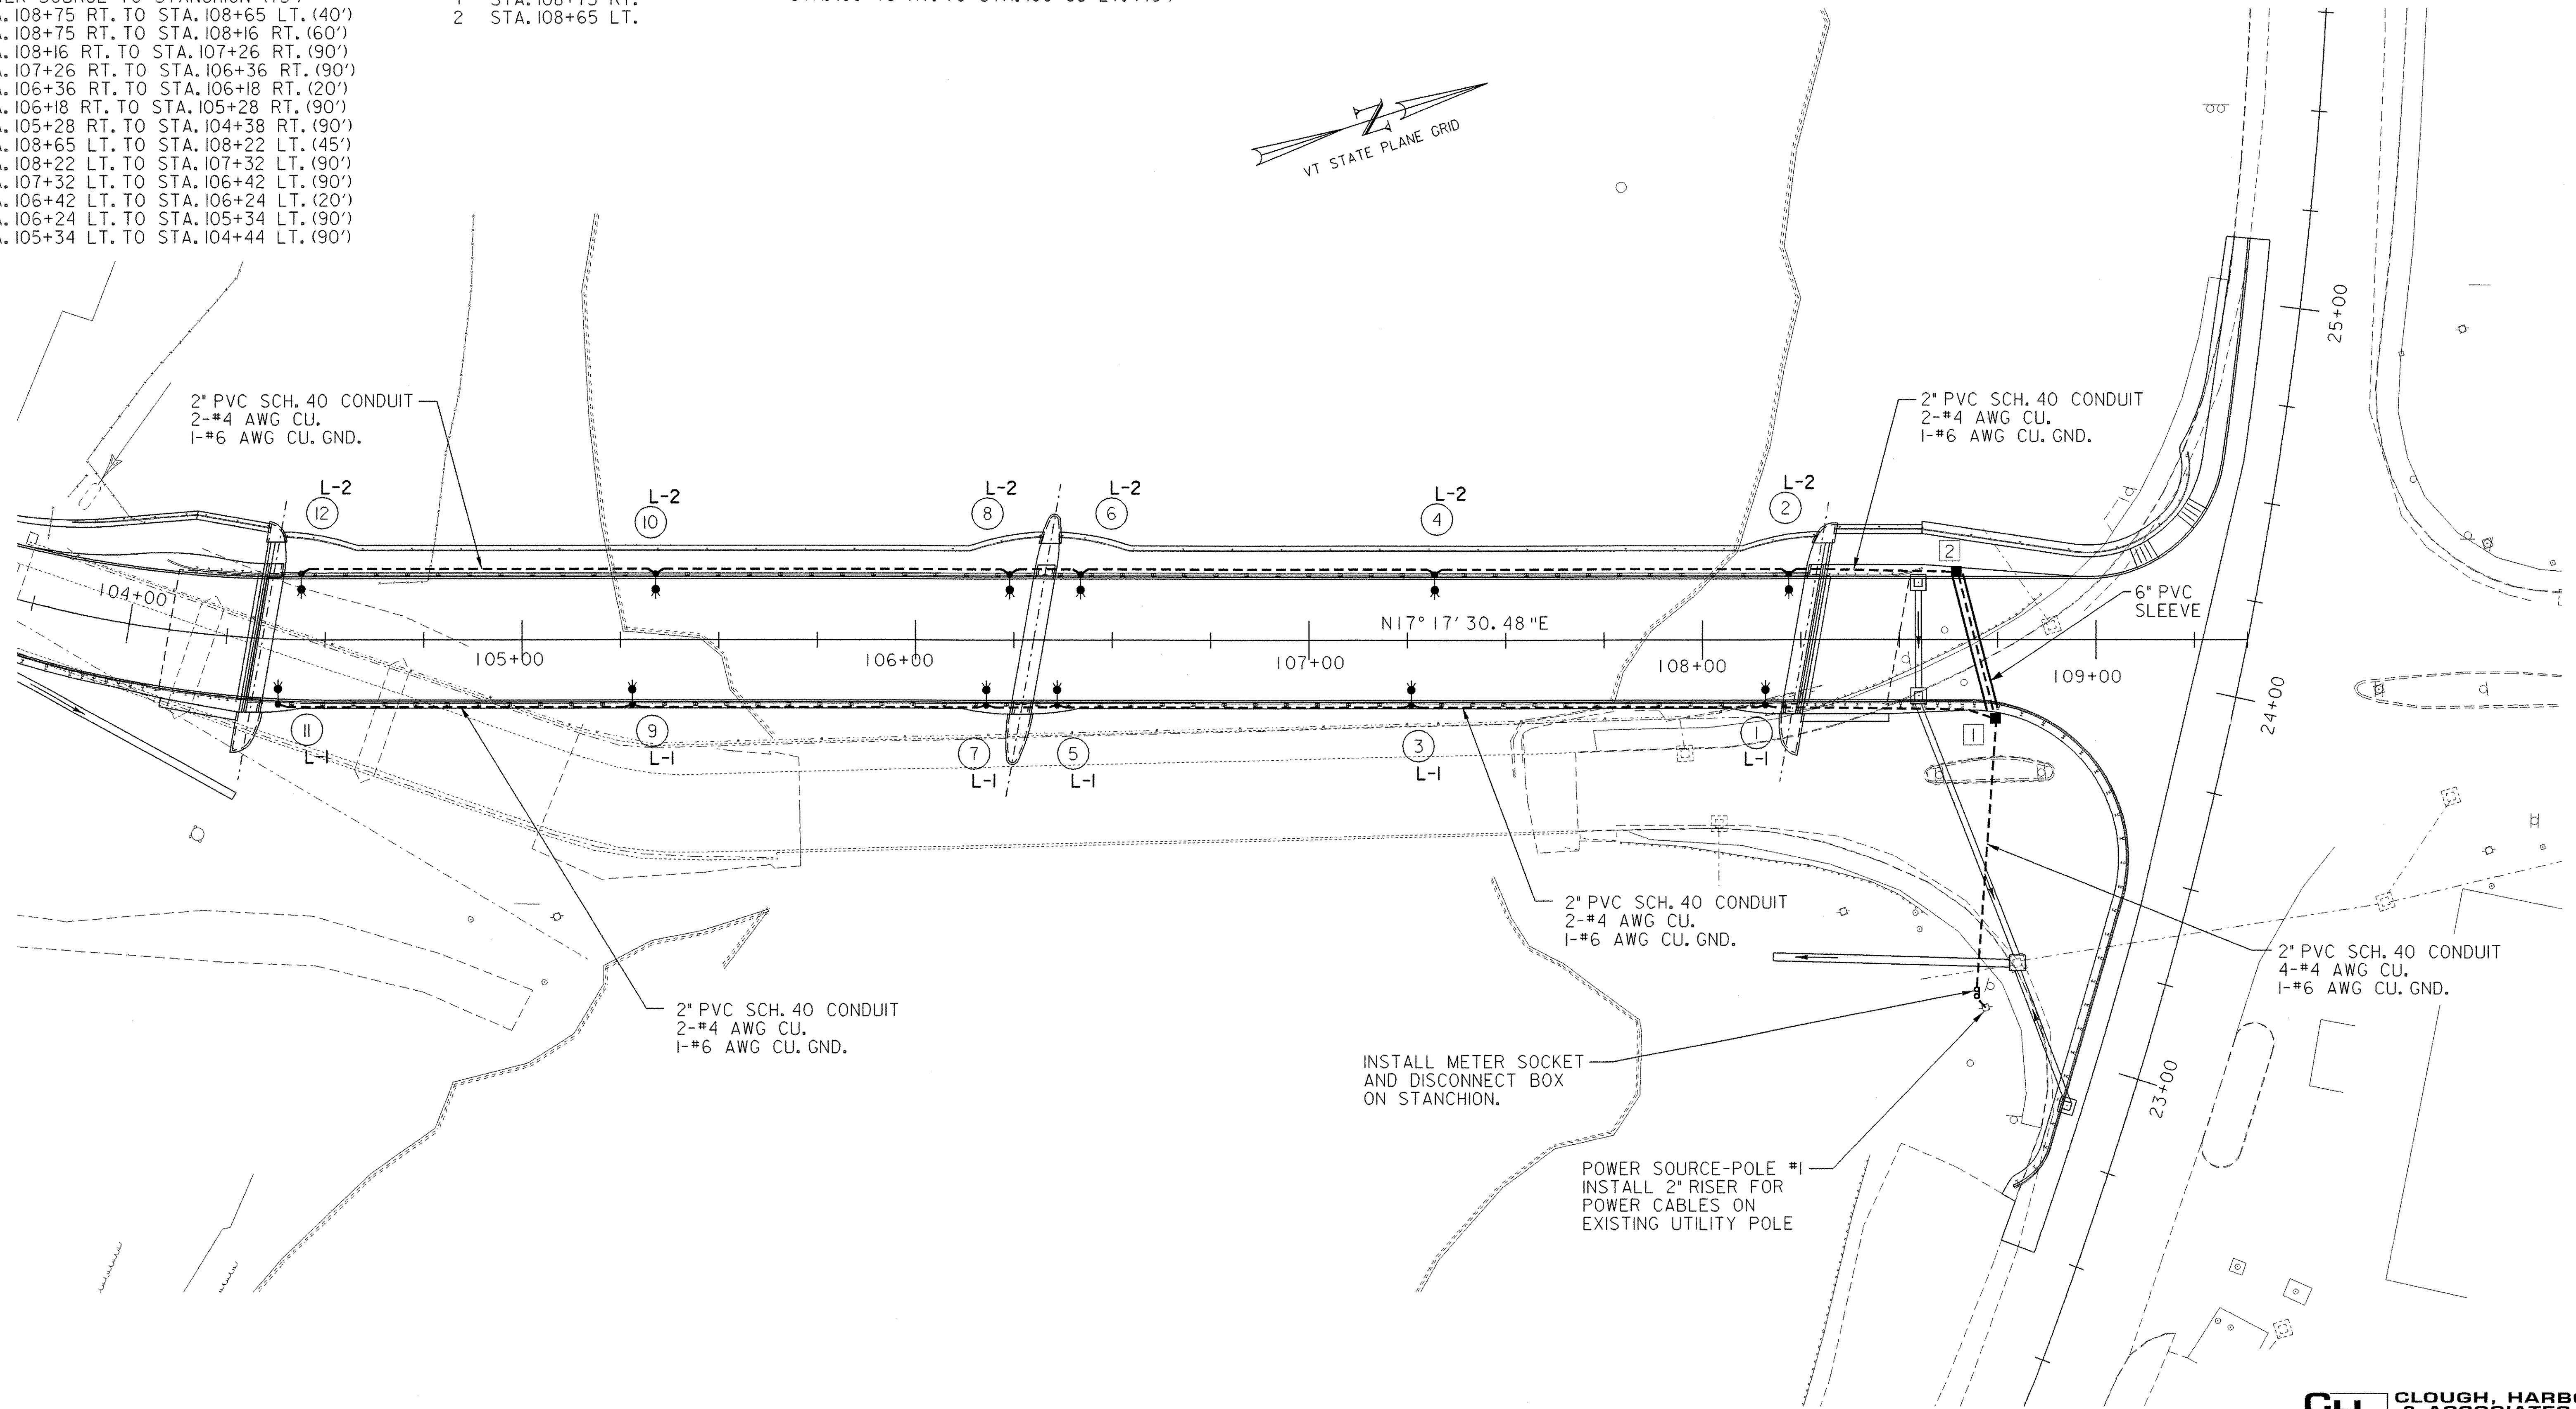 SOURCE TO STANCHION
108+75 RT. TO STA. 108+65 LT. (40')
108+75 RT. TO STA. 108+16 RT. (60')
108+16 RT. TO STA. 107+26 RT. (90')
107+26 RT. TO STA. 106+36 RT. (90')
106+36 RT. TO STA. 106+18 RT. (20')
106+18 RT. TO STA. 105+28 RT. (90')
105+28 RT. TO STA. 104+38 RT. (90')
108+65 LT. TO STA. 108+22 LT. (45')
108+22 LT. TO STA. 107+32 LT. (90')
107+32 LT. TO STA. 106+42 LT. (90')
106+42 LT. TO STA. 106+24 LT. (20')
106+24 LT. TO STA. 105+34 LT. (90')
105+34 LT. TO STA. 104+44 LT. (90')
1 STA. 108+75 RT.
2 STA. 108+65 LT.
VT STATE PLANE GRID
25+00
2" PVC SCH. 40 CONDUIT
2-#4 AWG CU.
1-#6 AWG CU. GND.
2" PVC SCH. 40 CONDUIT
2-#4 AWG CU.
1-#6 AWG CU. GND.
L-2
12
L-2
10
L-2
8
L-2
6
L-2
4
L-2
2
2
6" PVC
SLEEVE
104+00
N17° 17' 30.48"E
105+00
106+00
107+00
108+00
109+00
24+00
11
L-1
9
L-1
7
L-1
5
L-1
3
L-1
1
L-1
1
2" PVC SCH. 40 CONDUIT
2-#4 AWG CU.
1-#6 AWG CU. GND.
2" PVC SCH. 40 CONDUIT
4-#4 AWG CU.
1-#6 AWG CU. GND.
2" PVC SCH. 40 CONDUIT
2-#4 AWG CU.
1-#6 AWG CU. GND.
INSTALL METER SOCKET
AND DISCONNECT BOX
ON STANCHION.
23+00
POWER SOURCE-POLE #1
INSTALL 2" RISER FOR
POWER CABLES ON
EXISTING UTILITY POLE
CLOUGH,